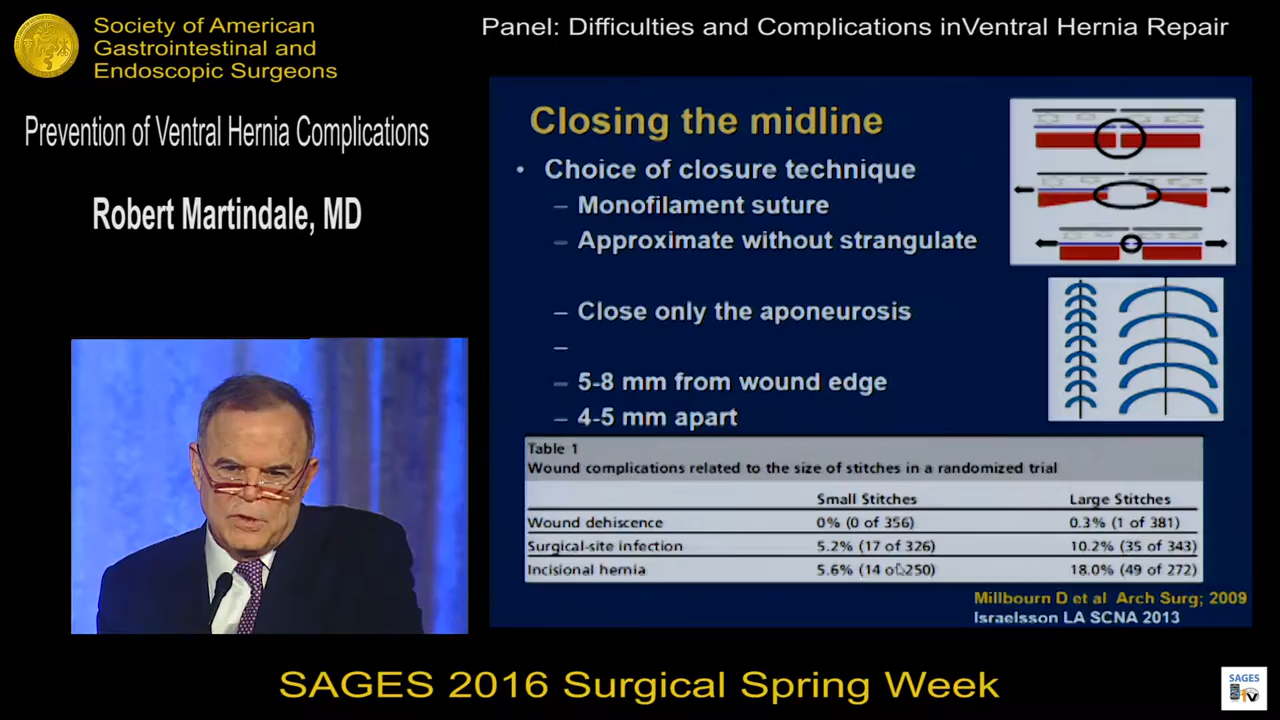 Society of American
Gastrointestinal and
Endoscopic Surgeons
Panel: Difficulties and Complications inVentral Hernia Repair
Prevention of Ventral Hernia Complications
Robert Martindale, MD
Closing the midline
• Choice of closure technique
– Monofilament suture
– Approximate without strangulate
– Close only the aponeurosis
–
– 5-8 mm from wound edge
– 4-5 mm apart
Table 1
Wound complications related to the size of stitches in a randomized trial
Small Stitches Large Stitches
Wound dehiscence 0% (0 of 356) 0.3% (1 of 381)
Surgical-site infection 5.2% (17 of 326) 10.2% (35 of 343)
Incisional hernia 5.6% (14 of 250) 18.0% (49 of 272)
Millbourn D et al Arch Surg; 2009
Israelsson LA SCNA 2013
SAGES 2016 Surgical Spring Week
SAGES
TV